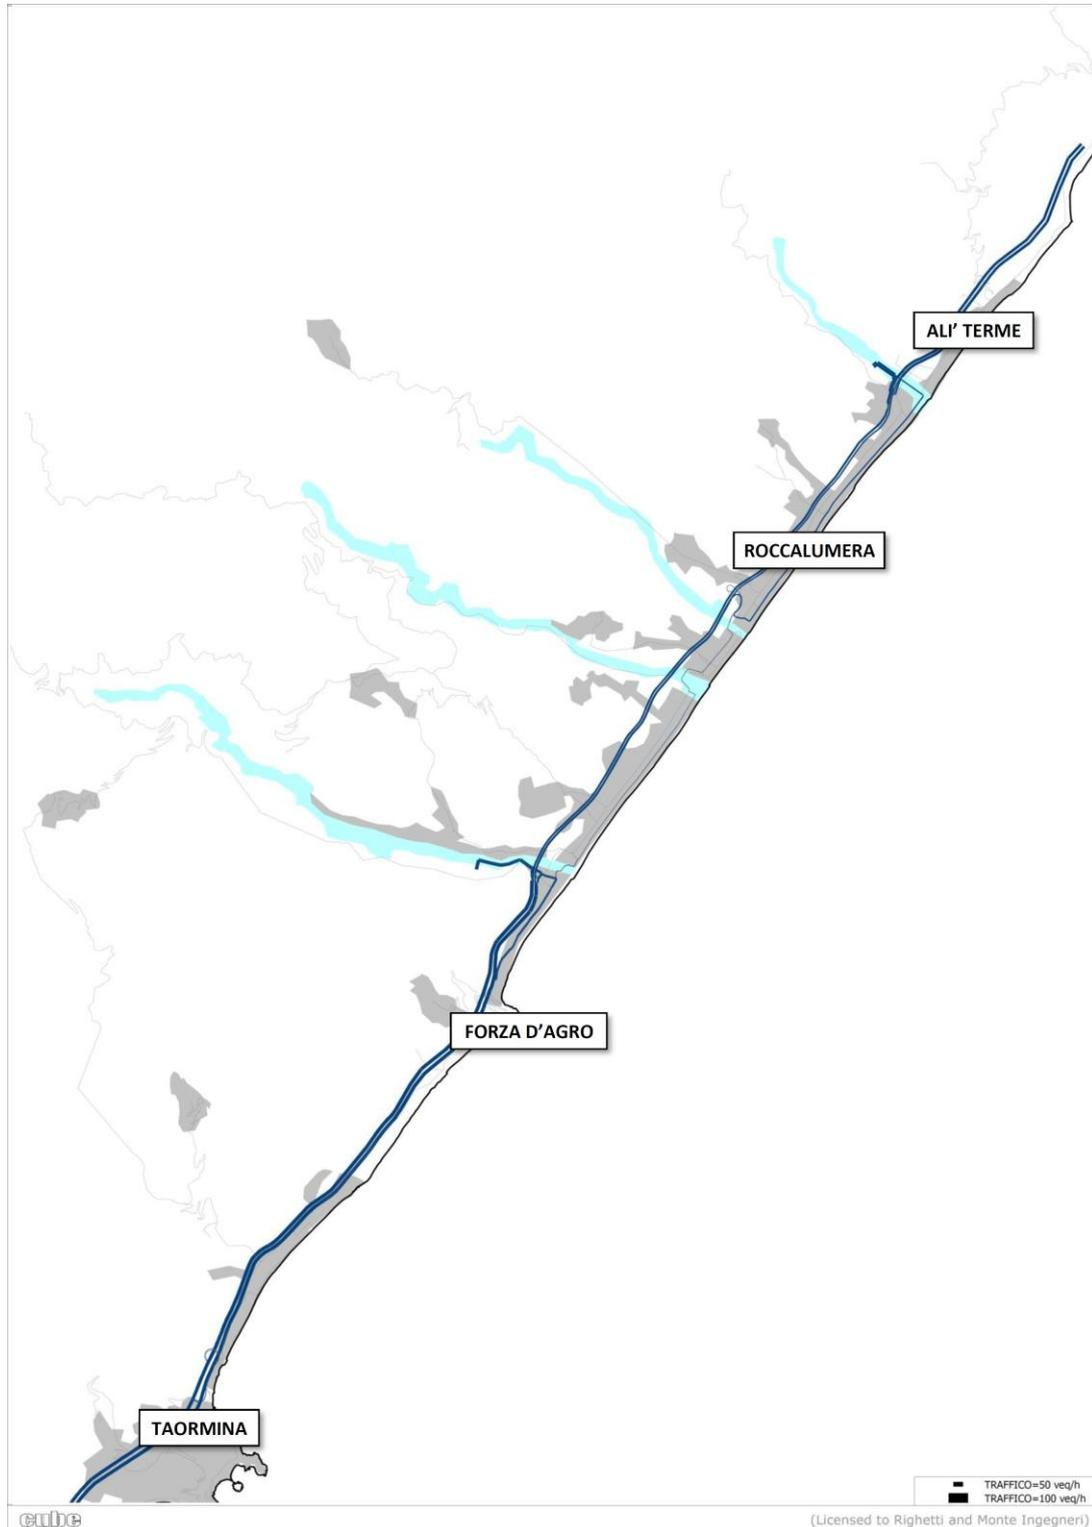 ALI' TERME
ROCCALUMERA
FORZA D'AGRO
TAORMINA
TRAFFICO=50 veq/h
TRAFFICO=100 veq/h
cube
(Licensed to Righetti and Monte Ingegneri)